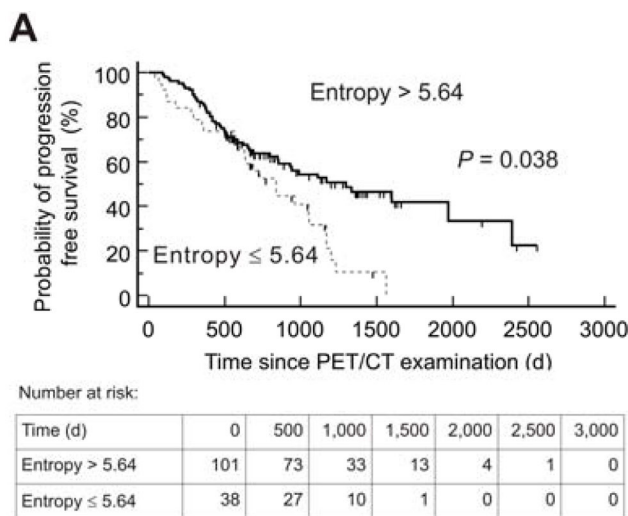 A
Probability of progression
free survival (%)
100
80
60
40
20
0
Entropy > 5.64
P = 0.038
Entropy ≤ 5.64
0 500 1000 1500 2000 2500 3000
Time since PET/CT examination (d)
Number at risk:
Time (d) 0 500 1,000 1,500 2,000 2,500 3,000
Entropy > 5.64 101 73 33 13 4 1 0
Entropy ≤ 5.64 38 27 10 1 0 0 0